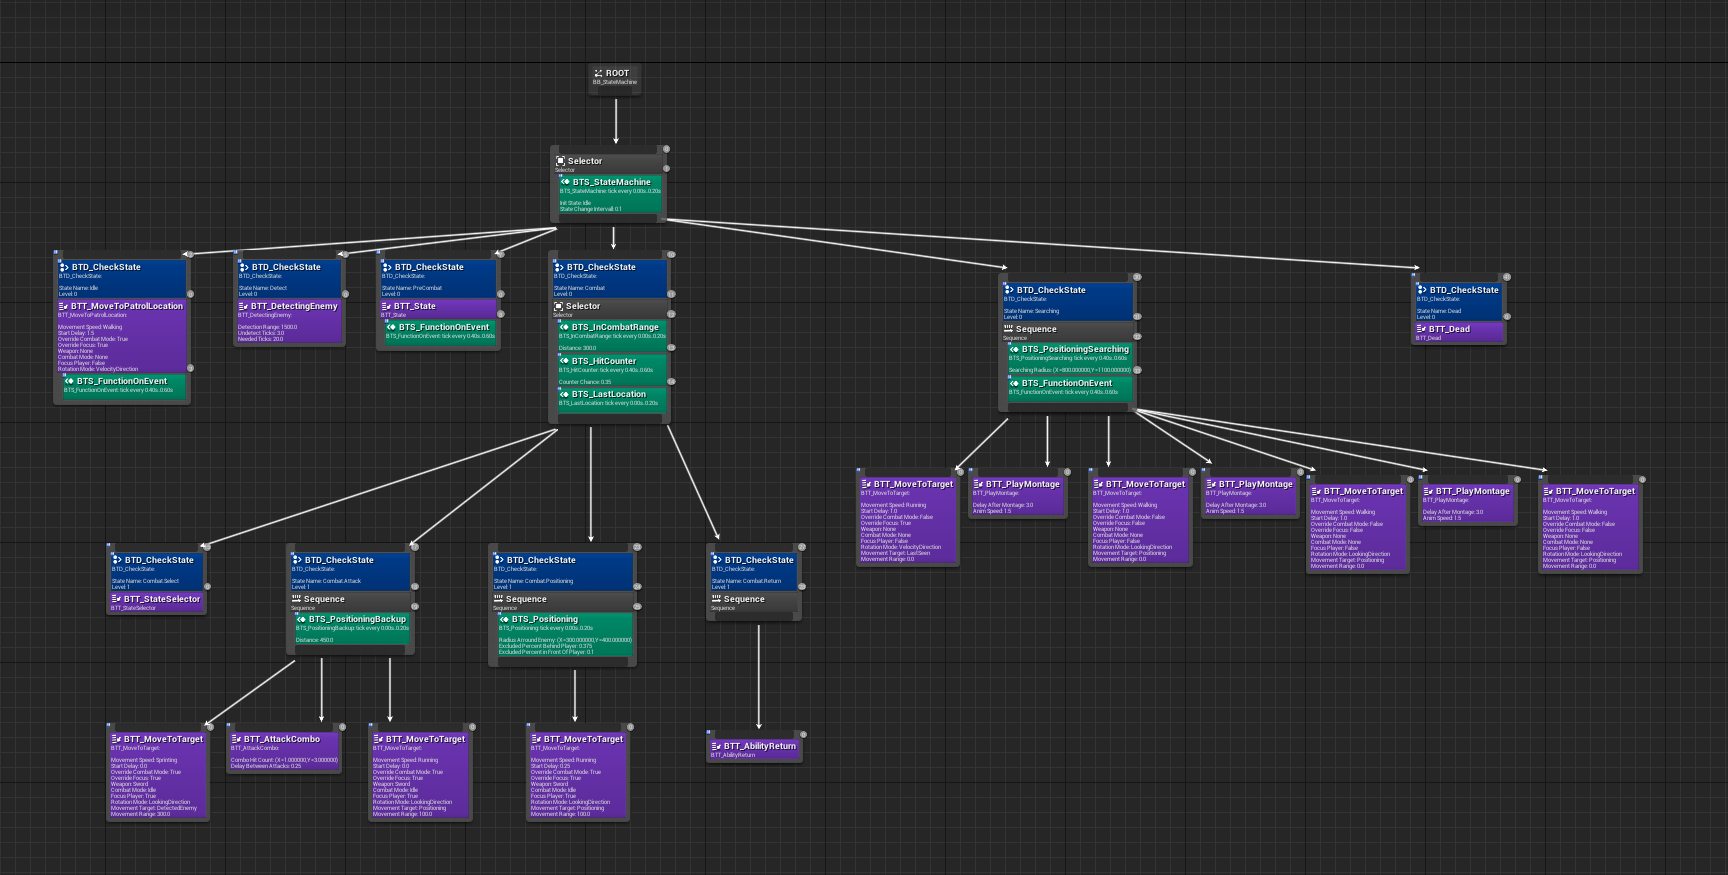 ROOT
BB_StateMachine
Selector
Selector
BTS_StateMachine
BTS_StateMachine: tick every 0.00s..0.20s
Init State: Idle
State Change Intervall: 0.1
BTD_CheckState
BTD_CheckState:
State Name: Idle
Level: 0
BTT_MoveToPatrolLocation
BTT_MoveToPatrolLocation:
Movement Speed: Walking
Start Delay: 1.5
Override Combat Mode: True
Override Focus: True
Weapon: None
Combat Mode: None
Focus Player: False
Rotation Mode: VelocityDirection
BTS_FunctionOnEvent
BTS_FunctionOnEvent: tick every 0.40s..0.60s
BTD_CheckState
BTD_CheckState:
State Name: Detect
Level: 0
BTT_DetectingEnemy
BTT_DetectingEnemy:
Detection Range: 1500.0
Undetect Ticks: 3.0
Needed Ticks: 20.0
BTD_CheckState
BTD_CheckState:
State Name: PreCombat
Level: 0
BTT_State
BTT_State
BTS_FunctionOnEvent
BTS_FunctionOnEvent: tick every 0.40s..0.60s
BTD_CheckState
BTD_CheckState:
State Name: Combat
Level: 0
Selector
Selector
BTS_InCombatRange
BTS_InCombatRange: tick every 0.00s..0.20s
Distance: 300.0
BTS_HitCounter
BTS_HitCounter: tick every 0.40s..0.60s
Counter Chance: 0.35
BTS_LastLocation
BTS_LastLocation: tick every 0.00s..0.20s
BTD_CheckState
BTD_CheckState:
State Name: Searching
Level: 0
Sequence
Sequence
BTS_PositioningSearching
BTS_PositioningSearching: tick every 0.40s..0.60s
Searching Radius: (X=800.000000,Y=1100.000000)
BTS_FunctionOnEvent
BTS_FunctionOnEvent: tick every 0.40s..0.60s
BTD_CheckState
BTD_CheckState:
State Name: Dead
Level: 0
BTT_Dead
BTT_Dead
BTT_MoveToTarget
BTT_MoveToTarget:
Movement Speed: Running
Start Delay: 1.0
Override Combat Mode: False
Override Focus: True
Weapon: None
Combat Mode: None
Focus Player: False
Rotation Mode: VelocityDirection
Movement Target: LastSeen
Movement Range: 0.0
BTT_PlayMontage
BTT_PlayMontage:
Delay After Montage: 3.0
Anim Speed: 1.5
BTT_MoveToTarget
BTT_MoveToTarget:
Movement Speed: Walking
Start Delay: 1.0
Override Combat Mode: False
Override Focus: False
Weapon: None
Combat Mode: None
Focus Player: False
Rotation Mode: LookingDirection
Movement Target: Positioning
Movement Range: 0.0
BTT_PlayMontage
BTT_PlayMontage:
Delay After Montage: 3.0
Anim Speed: 1.5
BTT_MoveToTarget
BTT_MoveToTarget:
Movement Speed: Walking
Start Delay: 1.0
Override Combat Mode: False
Override Focus: False
Weapon: None
Combat Mode: None
Focus Player: False
Rotation Mode: LookingDirection
Movement Target: Positioning
Movement Range: 0.0
BTT_PlayMontage
BTT_PlayMontage:
Delay After Montage: 3.0
Anim Speed: 1.5
BTT_MoveToTarget
BTT_MoveToTarget:
Movement Speed: Walking
Start Delay: 1.0
Override Combat Mode: False
Override Focus: False
Weapon: None
Combat Mode: None
Focus Player: False
Rotation Mode: LookingDirection
Movement Target: Positioning
Movement Range: 0.0
BTD_CheckState
BTD_CheckState:
State Name: Combat.Select
Level: 1
BTT_StateSelector
BTT_StateSelector
BTD_CheckState
BTD_CheckState:
State Name: Combat.Attack
Level: 1
Sequence
Sequence
BTS_PositioningBackup
BTS_PositioningBackup: tick every 0.00s..0.20s
Distance: 450.0
BTD_CheckState
BTD_CheckState:
State Name: Combat.Positioning
Level: 1
Sequence
Sequence
BTS_Positioning
BTS_Positioning: tick every 0.00s..0.20s
Radius Arround Enemy: (X=300.000000,Y=400.000000)
Excluded Percent Behind Player: 0.375
Excluded Percent in Front Of Player: 0.1
BTD_CheckState
BTD_CheckState:
State Name: Combat.Return
Level: 1
Sequence
Sequence
BTT_MoveToTarget
BTT_MoveToTarget:
Movement Speed: Sprinting
Start Delay: 0.0
Override Combat Mode: True
Override Focus: True
Weapon: Sword
Combat Mode: Idle
Focus Player: True
Rotation Mode: LookingDirection
Movement Target: DetectedEnemy
Movement Range: 300.0
BTT_AttackCombo
BTT_AttackCombo:
Combo Hit Count: (X=1.000000,Y=3.000000)
Delay Between Attacks: 0.25
BTT_MoveToTarget
BTT_MoveToTarget:
Movement Speed: Running
Start Delay: 0.0
Override Combat Mode: True
Override Focus: True
Weapon: Sword
Combat Mode: Idle
Focus Player: True
Rotation Mode: LookingDirection
Movement Target: Positioning
Movement Range: 100.0
BTT_MoveToTarget
BTT_MoveToTarget:
Movement Speed: Running
Start Delay: 0.25
Override Combat Mode: True
Override Focus: True
Weapon: Sword
Combat Mode: Idle
Focus Player: True
Rotation Mode: LookingDirection
Movement Target: Positioning
Movement Range: 100.0
BTT_AbilityReturn
BTT_AbilityReturn